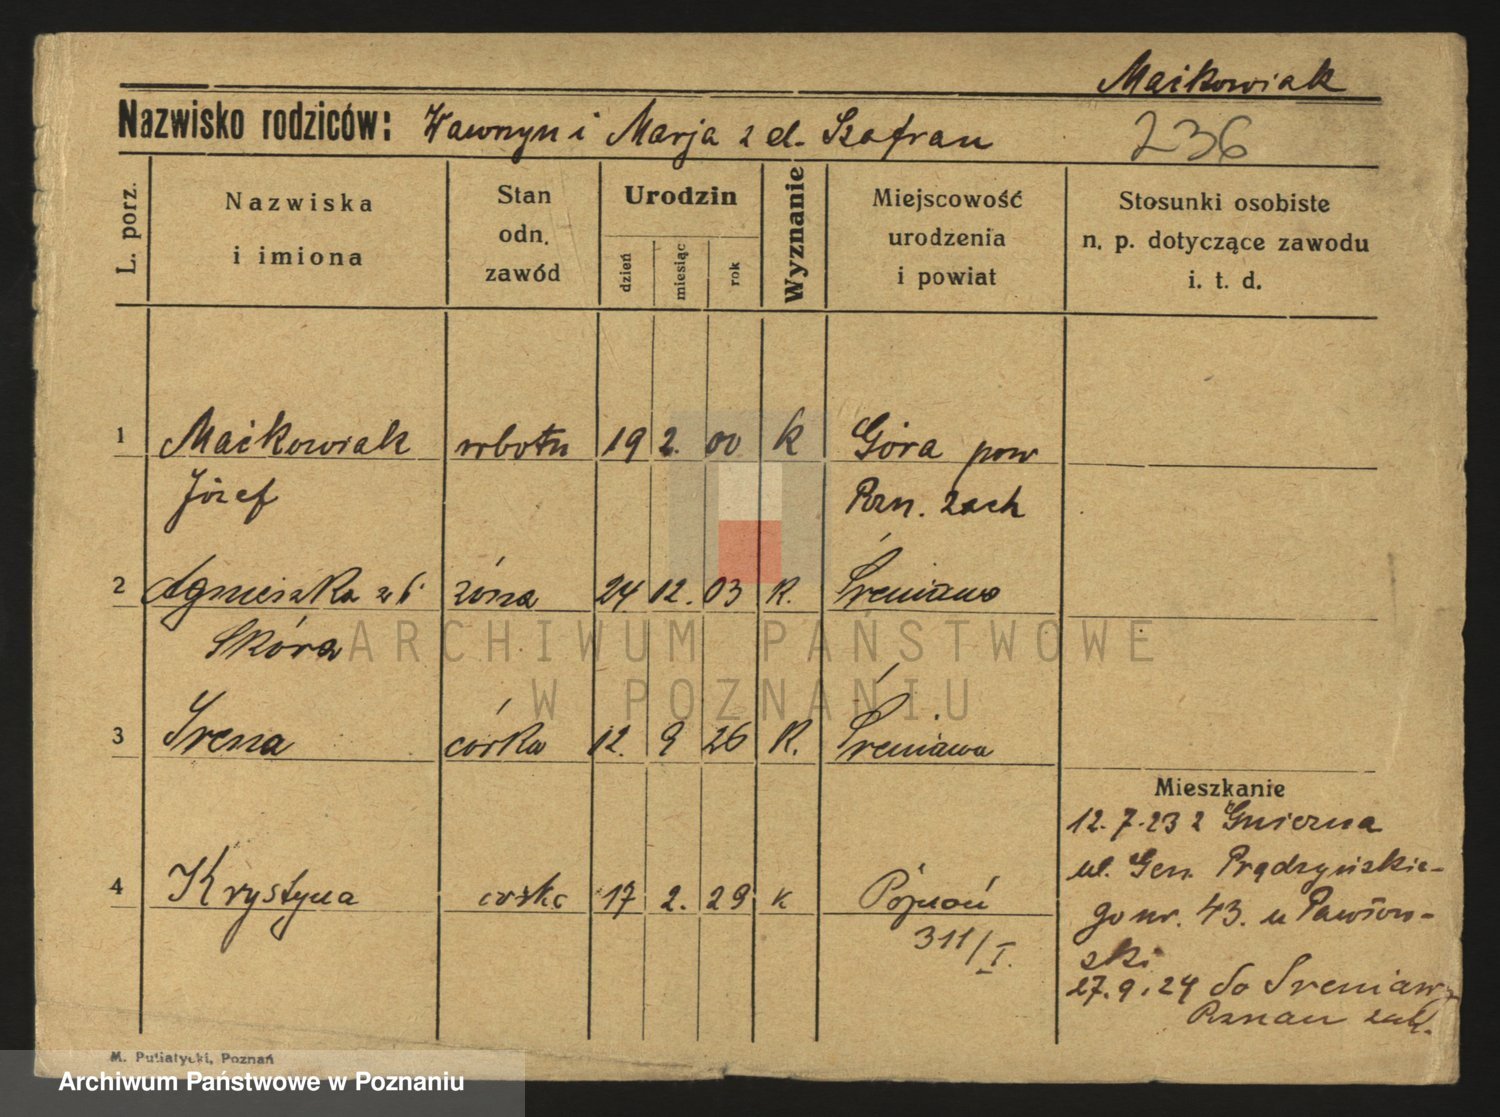 Maćkowiak
Nazwisko rodziców: Wawrzyn i Marja z d. Szafran
236
L. porz.
Nazwiska
i imiona
Stan
odn.
zawód
Urodzin
dzień
miesiąc
rok
Wyznanie
Miejscowość
urodzenia
i powiat
Stosunki osobiste
n. p. dotyczące zawodu
i. t. d.
1 Maćkowiak robotn 19 2. 00 k Góra pow
Józef Pozn. zach
2 Agnieszka z d. żóna 24 12. 03 K. Śreniawa
Skóra
3 Irena córka 12. 9 26 K. Śreniawa
Mieszkanie
12.7.23 z Gniezna
ul. Gen. Prądzyńskie-
4 Krystyna córka 17 2. 29 k Poznań
go nr. 43. u Pawłow-
311/I.
ski
27.9.24 do Śreniawy
Poznań zach.
M. Putiatycki, Poznań
ARCHIWUM PAŃSTWOWE
W POZNANIU
Archiwum Państwowe w Poznaniu